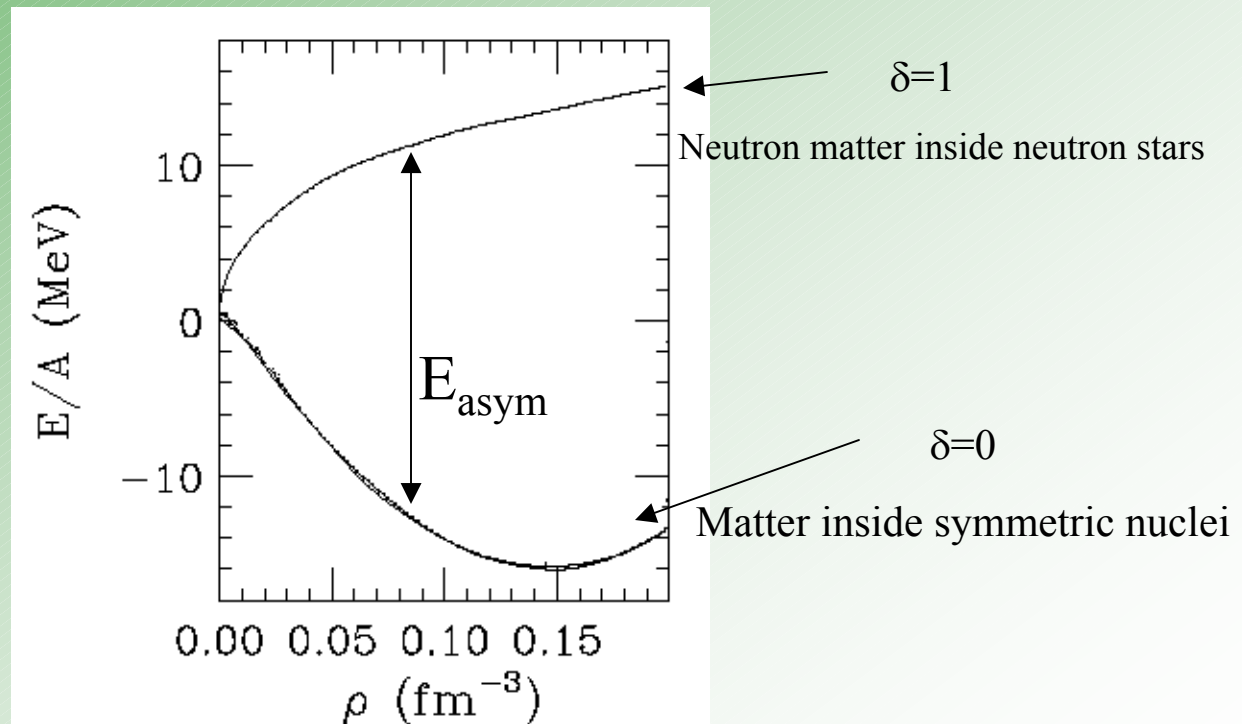 δ=1
Neutron matter inside neutron stars
10
0
−10
E/A (MeV)
E_asym
δ=0
Matter inside symmetric nuclei
0.00 0.05 0.10 0.15
ρ (fm⁻³)